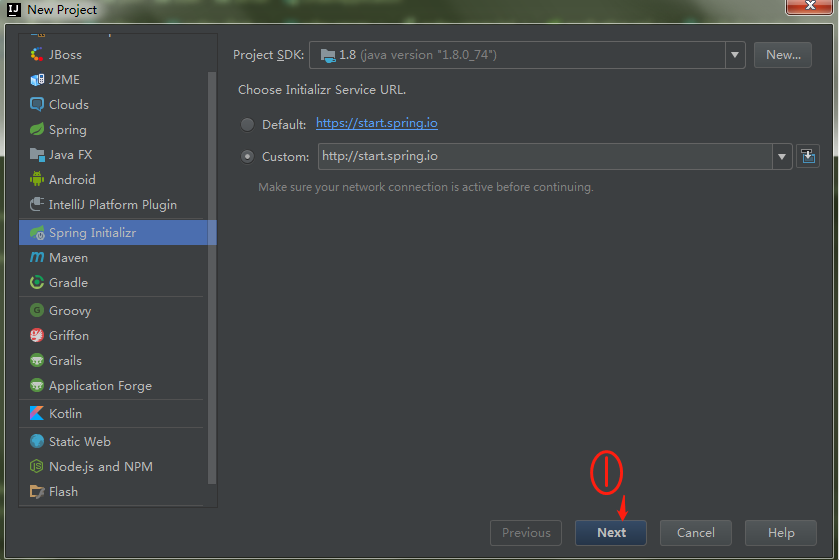 New Project
JBoss
J2ME
Clouds
Spring
Java FX
Android
IntelliJ Platform Plugin
Spring Initializr
Maven
Gradle
Groovy
Griffon
Grails
Application Forge
Kotlin
Static Web
Node.js and NPM
Flash
Project SDK: 1.8 (java version "1.8.0_74") New...
Choose Initializr Service URL.
Default: https://start.spring.io
Custom: http://start.spring.io
Make sure your network connection is active before continuing.
Previous Next Cancel Help